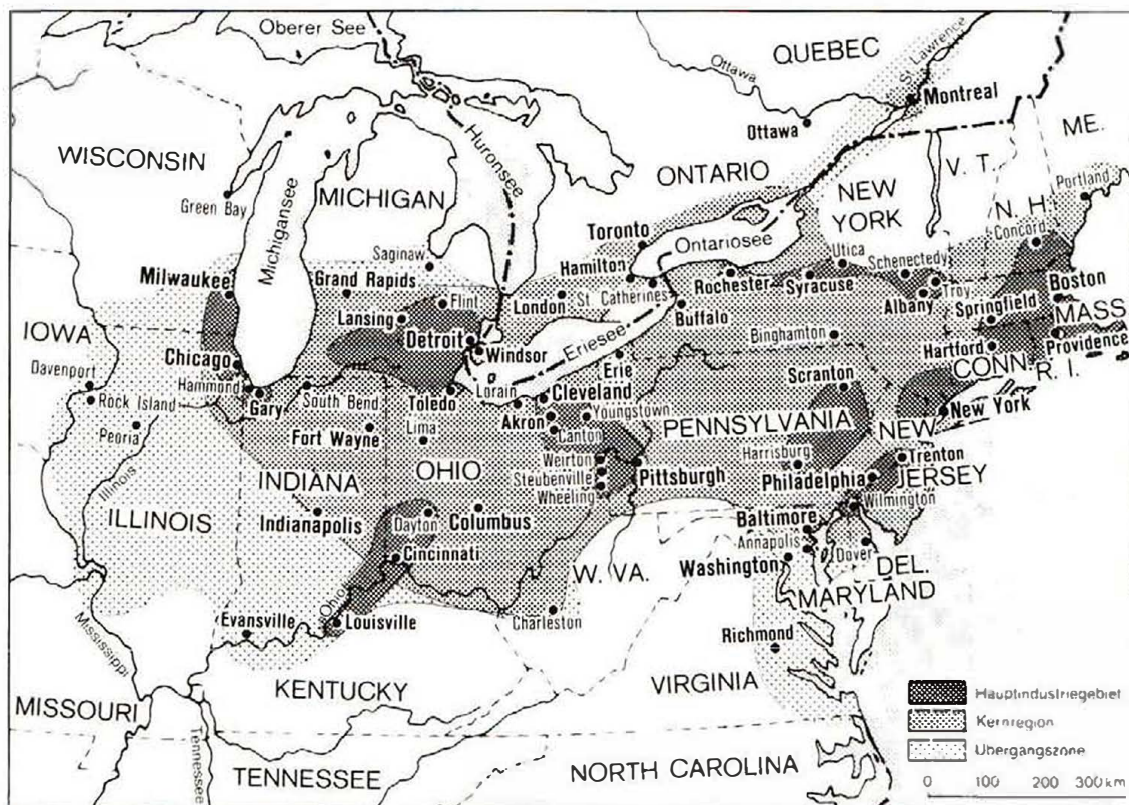 Oberer See
QUEBEC
Ottawa
St. Lawrence
Montreal
Ottawa
ME.
WISCONSIN
Huronsee
V. T.
ONTARIO
MICHIGAN
NEW
YORK
Portland
Green Bay
Michigansee
N. H.
Concord
Toronto
Ontariosee
Utica
Saginaw
Schenectedy
Hamilton
Milwaukee
Grand Rapids
Rochester
Syracuse
Boston
London
St. Catherines
Troy
Flint
Albany
Springfield
Buffalo
MASS
IOWA
Lansing
Detroit
Binghamton
Windsor
Eriesee
Hartford
Providence
Chicago
Erie
CONN.
R. I.
Davenport
Scranton
Hammond
Lorain
Cleveland
Gary
South Bend
Toledo
Rock Island
Akron
Youngstown
New York
PENNSYLVANIA
NEW
JERSEY
Peoria
Fort Wayne
Lima
Canton
Harrisburg
Weirton
Trenton
Illinois
OHIO
Steubenville
Pittsburgh
Philadelphia
INDIANA
Wheeling
Wilmington
ILLINOIS
Indianapolis
Dayton
Columbus
Baltimore
Annapolis
Cincinnati
Dover
W. VA.
Washington
DEL.
MARYLAND
Ohio
Evansville
Louisville
Charleston
Mississippi
Richmond
KENTUCKY
VIRGINIA
MISSOURI
Tennessee
TENNESSEE
NORTH CAROLINA
Hauptindustriegebiet
Kernregion
Übergangszone
0 100 200 300 km